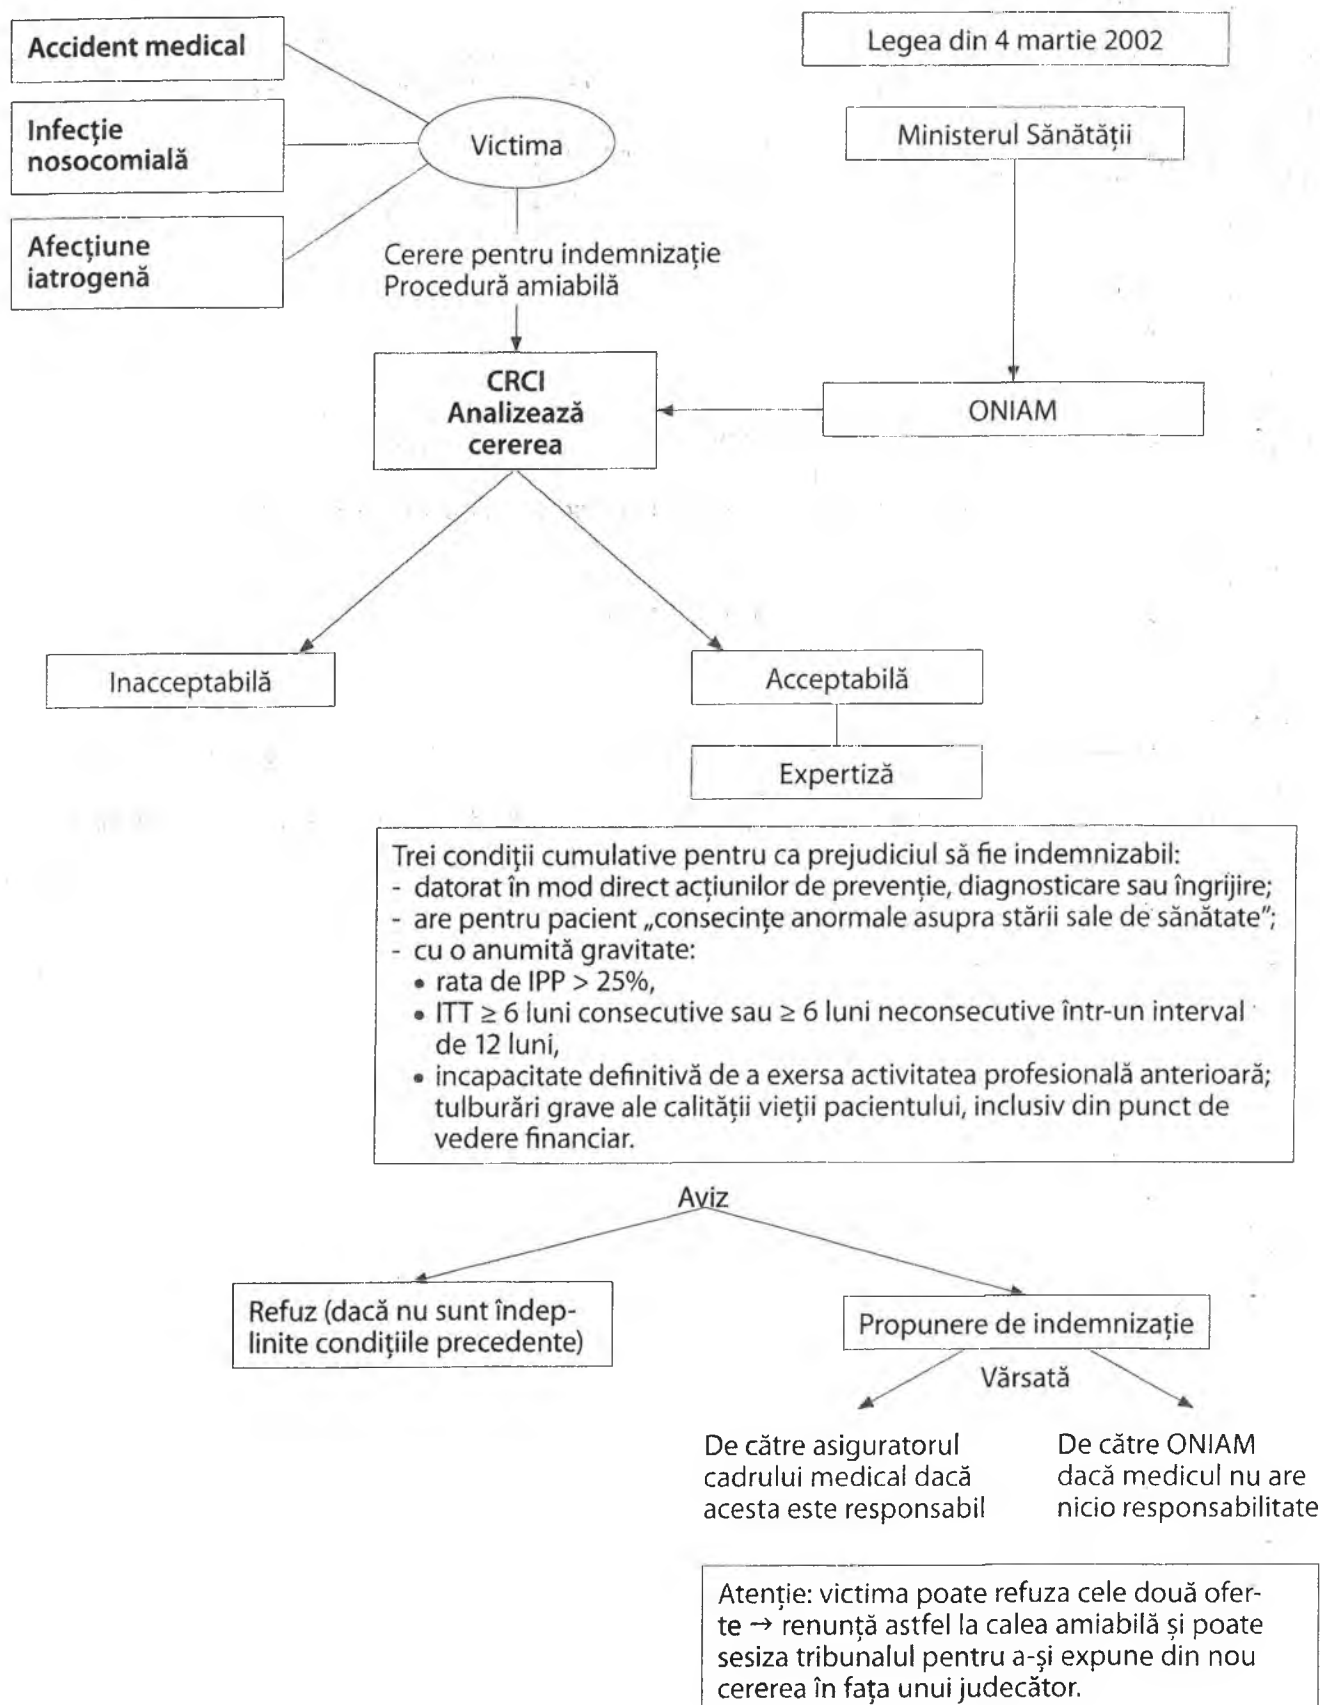 Accident medical
Legea din 4 martie 2002
Infecție
nosocomială
Victima
Ministerul Sănătății
Afecțiune
iatrogenă
Cerere pentru indemnizație
Procedură amiabilă
CRCI
Analizează
cererea
ONIAM
Inacceptabilă
Acceptabilă
Expertiză
Trei condiții cumulative pentru ca prejudiciul să fie indemnizabil:
- datorat în mod direct acțiunilor de prevenție, diagnosticare sau îngrijire;
- are pentru pacient „consecințe anormale asupra stării sale de sănătate”;
- cu o anumită gravitate:
• rata de IPP > 25%,
• ITT ≥ 6 luni consecutive sau ≥ 6 luni neconsecutive într-un interval
de 12 luni,
• incapacitate definitivă de a exersa activitatea profesională anterioară;
tulburări grave ale calității vieții pacientului, inclusiv din punct de
vedere financiar.
Aviz
Refuz (dacă nu sunt îndep-
linite condițiile precedente)
Propunere de indemnizație
Vărsată
De către asiguratorul
cadrului medical dacă
acesta este responsabil
De către ONIAM
dacă medicul nu are
nicio responsabilitate
Atenție: victima poate refuza cele două ofer-
te → renunță astfel la calea amiabilă și poate
sesiza tribunalul pentru a-și expune din nou
cererea în fața unui judecător.